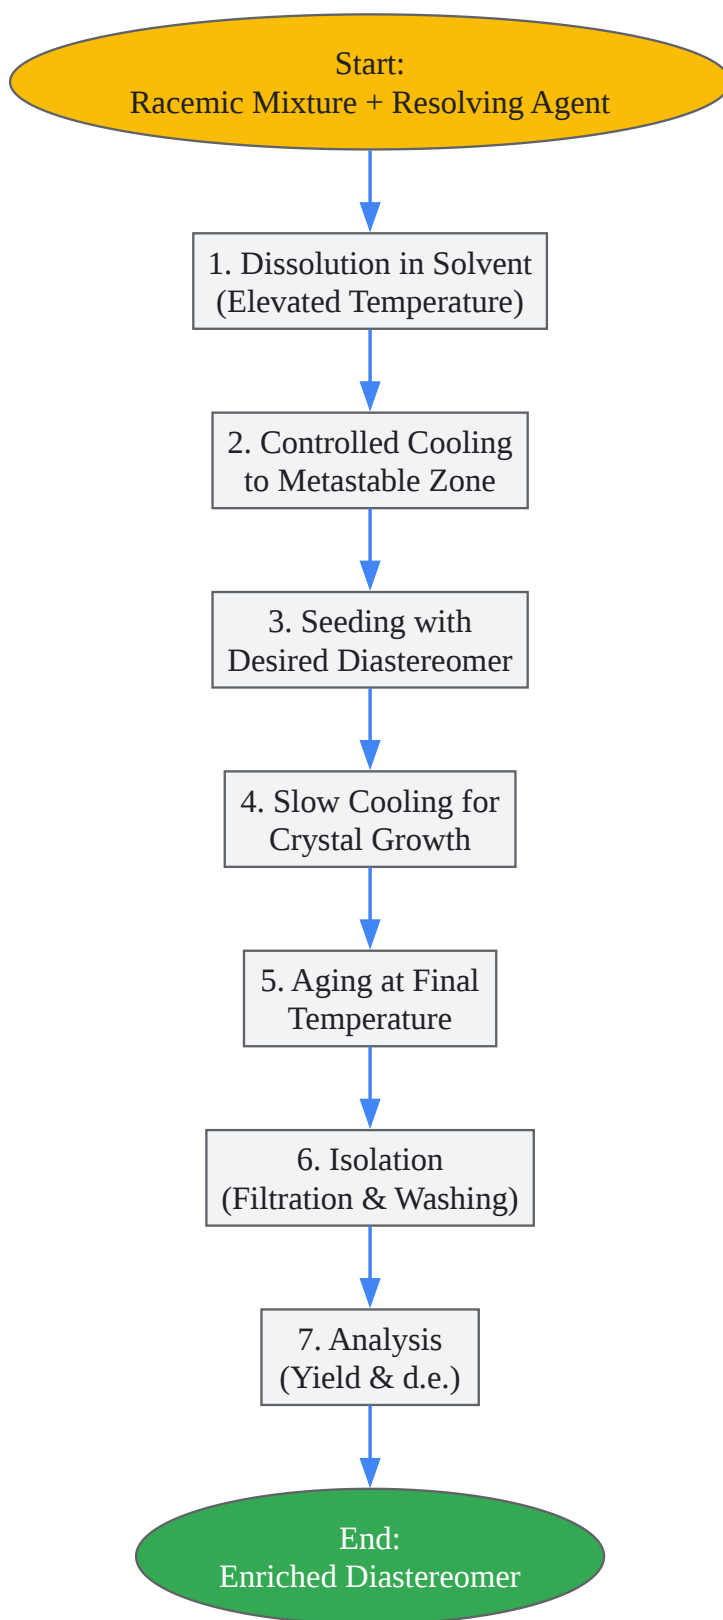 Start:
Racemic Mixture + Resolving Agent
1. Dissolution in Solvent
(Elevated Temperature)
2. Controlled Cooling
to Metastable Zone
3. Seeding with
Desired Diastereomer
4. Slow Cooling for
Crystal Growth
5. Aging at Final
Temperature
6. Isolation
(Filtration & Washing)
7. Analysis
(Yield & d.e.)
End:
Enriched Diastereomer